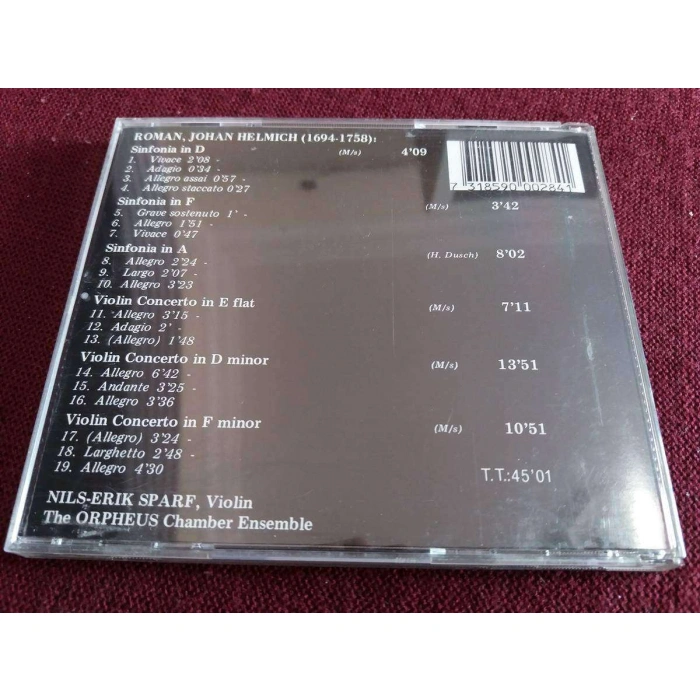 ROMAN, JOHAN HELMICH (1694-1758):
Sinfonia in D (M/s) 4'09
1. Vivace 2'08 -
2. Adagio 0'34 -
3. Allegro assai 0'57 -
4. Allegro staccato 0'27
7 318590 002841
Sinfonia in F (M/s) 3'42
5. Grave sostenuto 1' -
6. Allegro 1'51 -
7. Vivace 0'47
Sinfonia in A (H. Dusch) 8'02
8. Allegro 2'24 -
9. Largo 2'07 -
10. Allegro 3'23
Violin Concerto in E flat (M/s) 7'11
11. Allegro 3'15 -
12. Adagio 2' -
13. (Allegro) 1'48
Violin Concerto in D minor (M/s) 13'51
14. Allegro 6'42 -
15. Andante 3'25 -
16. Allegro 3'36
Violin Concerto in F minor (M/s) 10'51
17. (Allegro) 3'24 -
18. Larghetto 2'48 -
19. Allegro 4'30
T.T.:45'01
NILS-ERIK SPARF, Violin
The ORPHEUS Chamber Ensemble